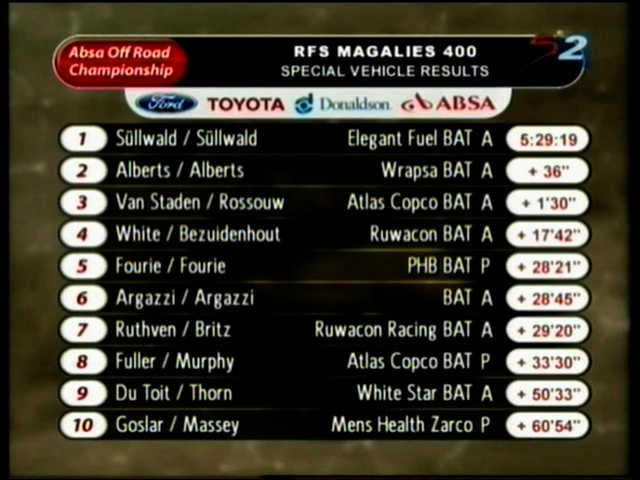 Absa Off Road
Championship
RFS MAGALIES 400
SPECIAL VEHICLE RESULTS
S 2
Ford TOYOTA Donaldson ABSA
1 Süllwald / Süllwald Elegant Fuel BAT A 5:29:19
2 Alberts / Alberts Wrapsa BAT A + 36"
3 Van Staden / Rossouw Atlas Copco BAT A + 1'30"
4 White / Bezuidenhout Ruwacon BAT A + 17'42"
5 Fourie / Fourie PHB BAT P + 28'21"
6 Argazzi / Argazzi BAT A + 28'45"
7 Ruthven / Britz Ruwacon Racing BAT A + 29'20"
8 Fuller / Murphy Atlas Copco BAT P + 33'30"
9 Du Toit / Thorn White Star BAT A + 50'33"
10 Goslar / Massey Mens Health Zarco P + 60'54"